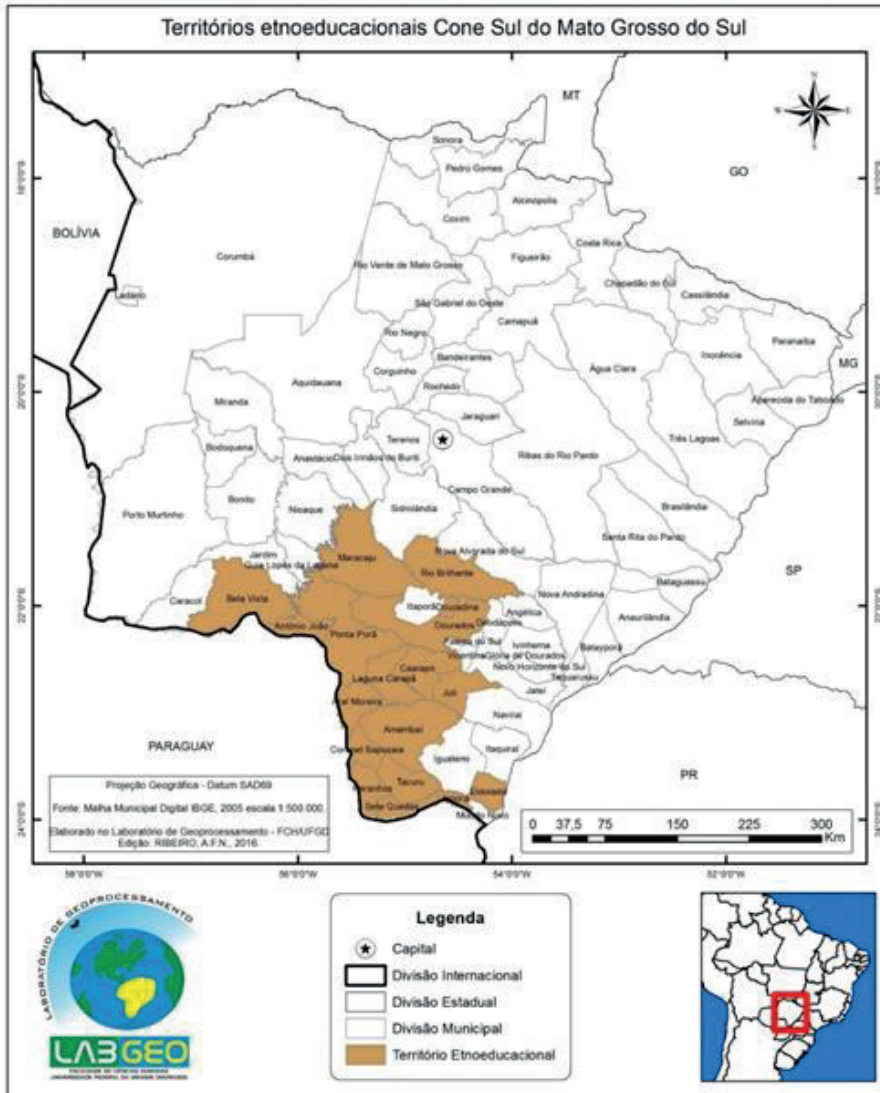 Territórios etnoeducacionais Cone Sul do Mato Grosso do Sul
MT
GO
BOLÍVIA
Sonora
Pedro Gomes
Alcinópolis
Coxim
Costa Rica
Corumbá
Rio Verde de Mato Grosso
Figueirão
Chapadão do Sul
Ladário
São Gabriel do Oeste
Cassilândia
Camapuã
Rio Negro
Paranaíba
Bandeirantes
Inocência
MG
Corguinho
Água Clara
Aquidauana
Rochedo
Aparecida do Taboado
Miranda
Jaraguari
Selvíria
Terenos
Três Lagoas
Bodoquena
Anastácio
Dois Irmãos do Buriti
Ribas do Rio Pardo
Campo Grande
Bonito
Nioaque
Sidrolândia
Brasilândia
Porto Murtinho
Santa Rita do Pardo
Jardim
Maracaju
Nova Alvorada do Sul
Guia Lopes da Laguna
SP
Rio Brilhante
Bataguassu
Caracol
Bela Vista
Itaporã
Douradina
Angélica
Nova Andradina
Anaurilândia
Antônio João
Dourados
Deodápolis
Ponta Porã
Fátima do Sul
Ivinhema
Batayporã
Vicentina
Glória de Dourados
Caarapó
Novo Horizonte do Sul
Taquarussu
Laguna Carapã
Juti
Jateí
Aral Moreira
Naviraí
Amambai
PARAGUAY
Coronel Sapucaia
Iguatemi
Itaquiraí
PR
Paranhos
Tacuru
Eldorado
Sete Quedas
Mundo Novo
Projeção Geográfica - Datum SAD69
Fonte: Malha Municipal Digital IBGE, 2005 escala 1:500.000.
Elaborado no Laboratório de Geoprocessamento - FCH/UFGD
Edição: RIBEIRO, A.F.N., 2016.
0 37,5 75 150 225 300
Km
58°0'0"W 56°0'0"W 54°0'0"W 52°0'0"W
18°0'0"S
20°0'0"S
22°0'0"S
24°0'0"S
N
W E
S
LABORATÓRIO DE GEOPROCESSAMENTO
LABGEO
FACULDADE DE CIÊNCIAS HUMANAS
UNIVERSIDADE FEDERAL DA GRANDE DOURADOS
Legenda
Capital
Divisão Internacional
Divisão Estadual
Divisão Municipal
Território Etnoeducacional